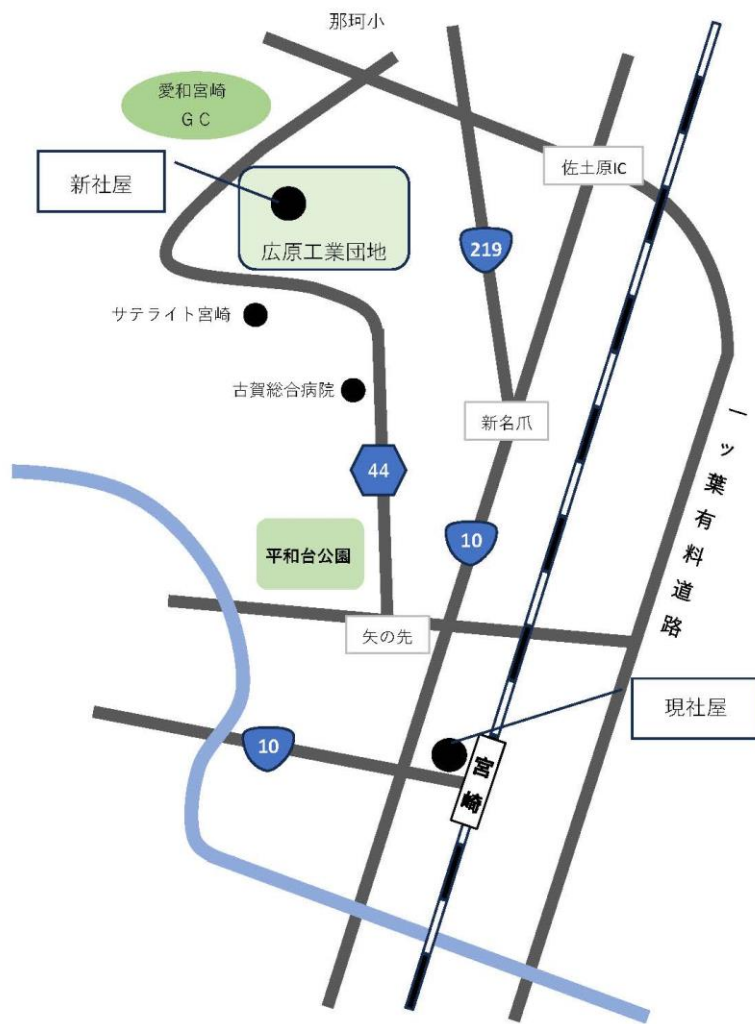 那珂小
愛和宮崎
ＧＣ
新社屋
佐土原IC
広原工業団地
219
サテライト宮崎
古賀総合病院
新名爪
一ッ葉有料道路
44
10
平和台公園
矢の先
現社屋
10
宮崎